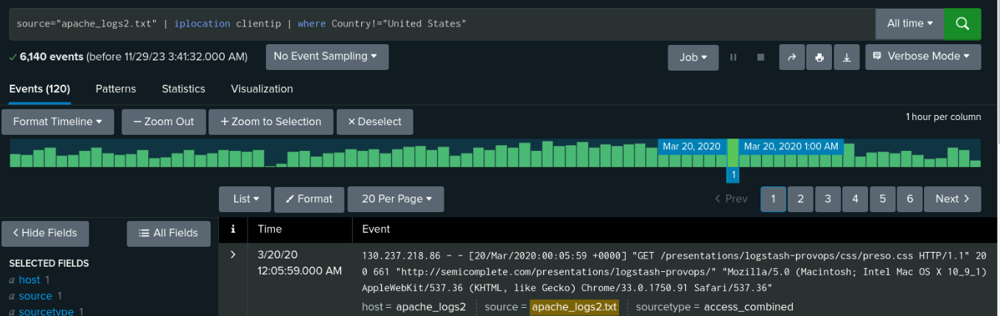 source="apache_logs2.txt" | iplocation clientip | where Country!="United States"
All time
6,140 events (before 11/29/23 3:41:32.000 AM)
No Event Sampling
Job
Verbose Mode
Events (120)
Patterns
Statistics
Visualization
Format Timeline
— Zoom Out
+ Zoom to Selection
× Deselect
1 hour per column
Mar 20, 2020
Mar 20, 2020 1:00 AM
1
List
Format
20 Per Page
< Prev
1
2
3
4
5
6
Next >
< Hide Fields
All Fields
i
Time
Event
SELECTED FIELDS
a host 1
a source 1
a sourcetype 1
>
3/20/20
12:05:59.000 AM
130.237.218.86 - - [20/Mar/2020:00:05:59 +0000] "GET /presentations/logstash-provops/css/preso.css HTTP/1.1" 20
0 661 "http://semicomplete.com/presentations/logstash-provops/" "Mozilla/5.0 (Macintosh; Intel Mac OS X 10_9_1)
AppleWebKit/537.36 (KHTML, like Gecko) Chrome/33.0.1750.91 Safari/537.36"
host = apache_logs2
source = apache_logs2.txt
sourcetype = access_combined